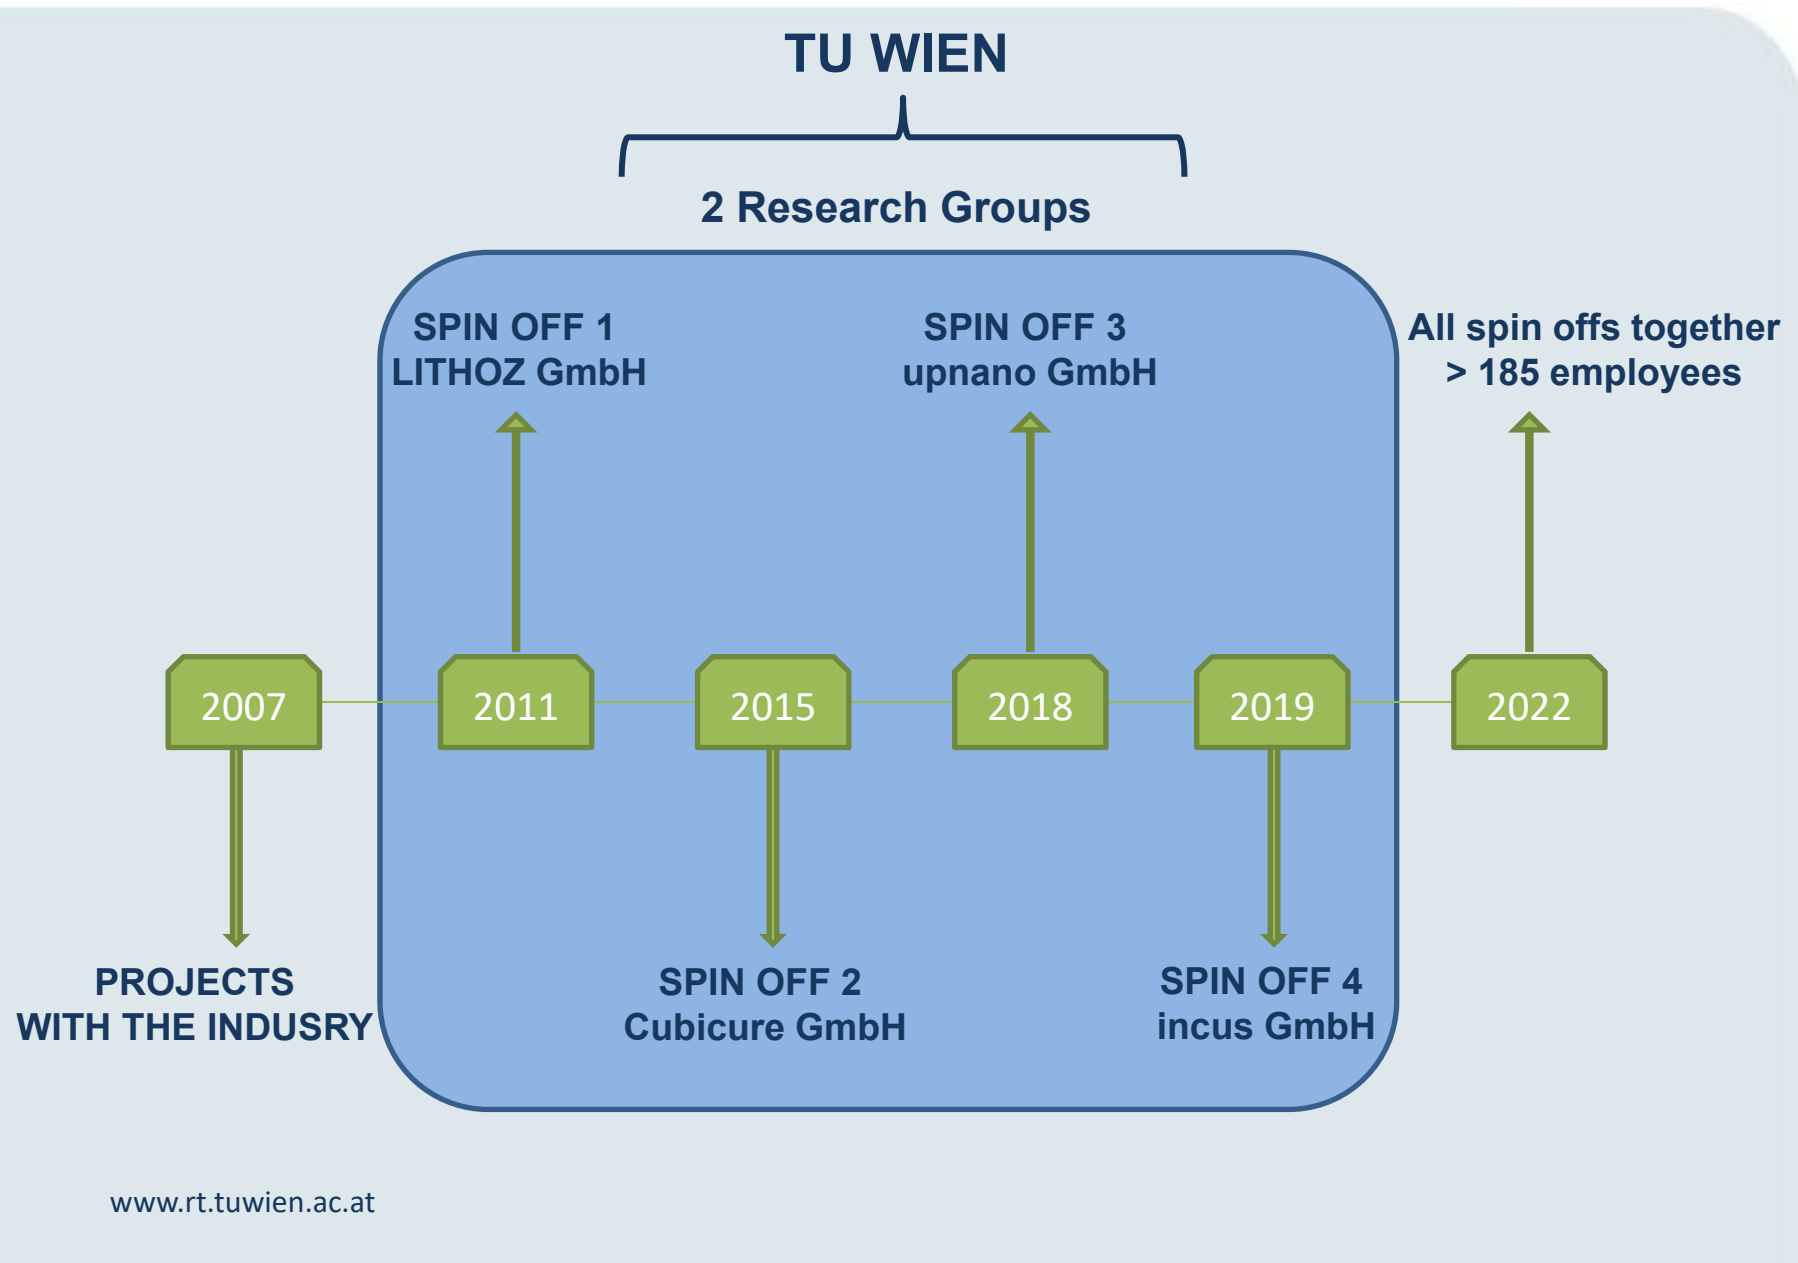 TU WIEN
2 Research Groups
SPIN OFF 1
LITHOZ GmbH
SPIN OFF 3
upnano GmbH
All spin offs together
> 185 employees
2007
2011
2015
2018
2019
2022
PROJECTS
WITH THE INDUSRY
SPIN OFF 2
Cubicure GmbH
SPIN OFF 4
incus GmbH
www.rt.tuwien.ac.at